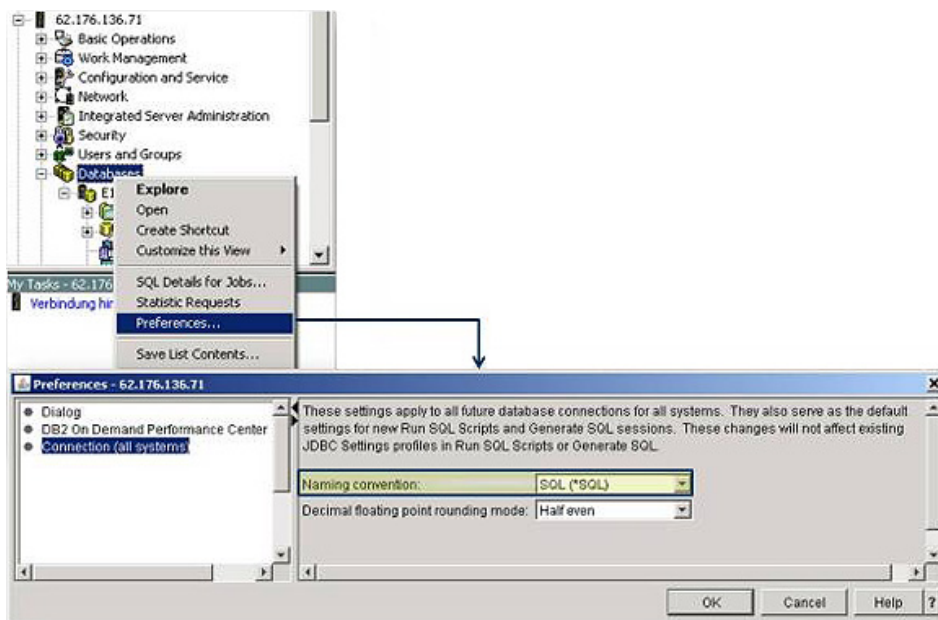 62.176.136.71
Basic Operations
Work Management
Configuration and Service
Network
Integrated Server Administration
Security
Users and Groups
Databases
E1
Explore
Open
Create Shortcut
Customize this View
SQL Details for Jobs...
Statistic Requests
Preferences...
Save List Contents...
My Tasks - 62.176
Verbindung hir
Preferences - 62.176.136.71
Dialog
DB2 On Demand Performance Center
Connection (all systems)
These settings apply to all future database connections for all systems. They also serve as the default
settings for new Run SQL Scripts and Generate SQL sessions. These changes will not affect existing
JDBC Settings profiles in Run SQL Scripts or Generate SQL.
Naming convention: SQL (*SQL)
Decimal floating point rounding mode: Half even
OK Cancel Help ?